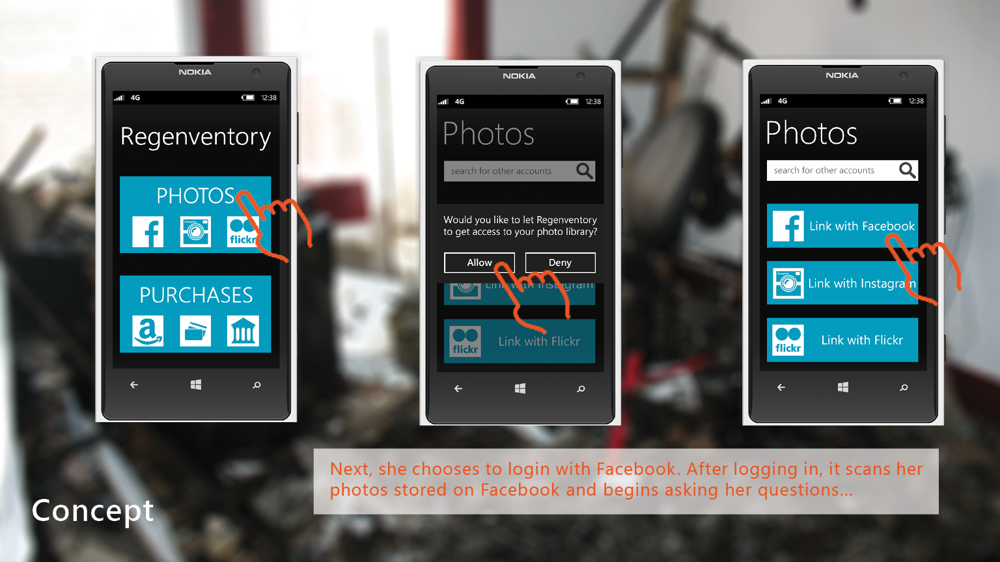 NOKIA
4G
12:38
Regenventory
PHOTOS
flickr
PURCHASES
a
NOKIA
4G
12:38
Photos
search for other accounts
Would you like to let Regenventory
to get access to your photo library?
Allow
Deny
Link with Instagram
flickr
Link with Flickr
NOKIA
4G
12:38
Photos
search for other accounts
f
Link with Facebook
Link with Instagram
flickr
Link with Flickr
Next, she chooses to login with Facebook. After logging in, it scans her
photos stored on Facebook and begins asking her questions...
Concept